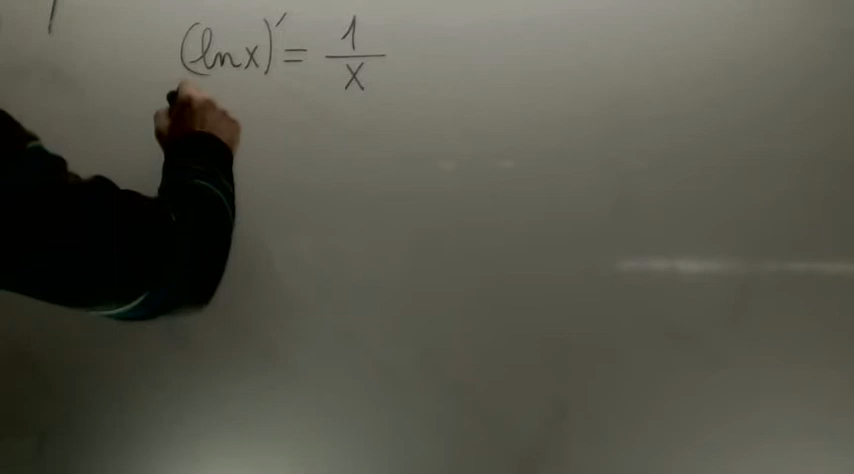 (ln x)′ = 1/x